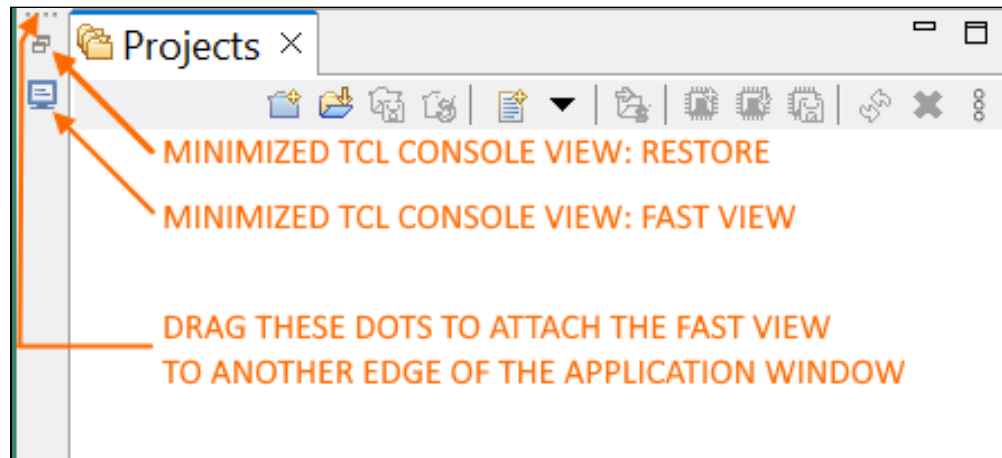 Projects
MINIMIZED TCL CONSOLE VIEW: RESTORE
MINIMIZED TCL CONSOLE VIEW: FAST VIEW
DRAG THESE DOTS TO ATTACH THE FAST VIEW
TO ANOTHER EDGE OF THE APPLICATION WINDOW